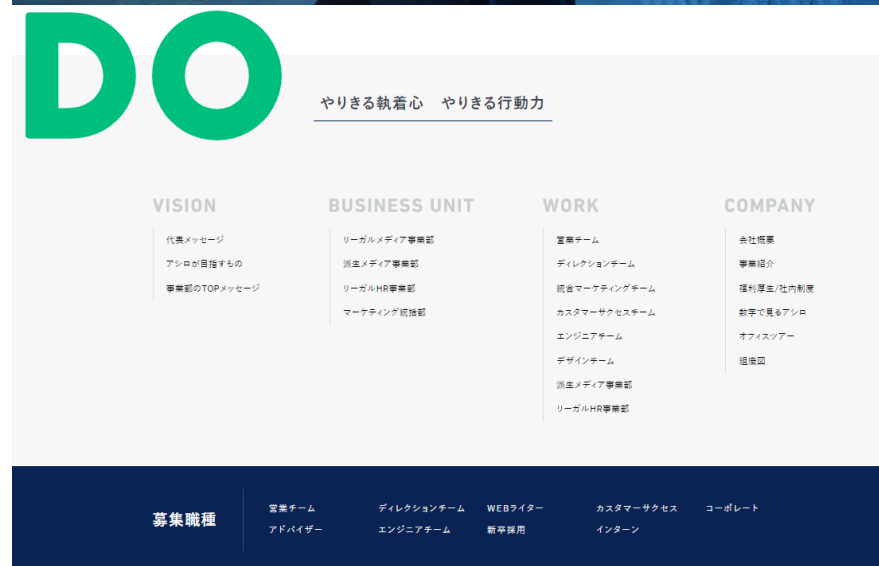 DO
やりきる執着心 やりきる行動力
VISION
代表メッセージ
アシロが目指すもの
事業部のTOPメッセージ
BUSINESS UNIT
リーガルメディア事業部
派生メディア事業部
リーガルHR事業部
マーケティング統括部
WORK
営業チーム
ディレクションチーム
統合マーケティングチーム
カスタマーサクセスチーム
エンジニアチーム
デザインチーム
派生メディア事業部
リーガルHR事業部
COMPANY
会社概要
事業紹介
福利厚生/社内制度
数字で見るアシロ
オフィスツアー
組織図
募集職種
営業チーム ディレクションチーム WEBライター カスタマーサクセス コーポレート
アドバイザー エンジニアチーム 新卒採用 インターン